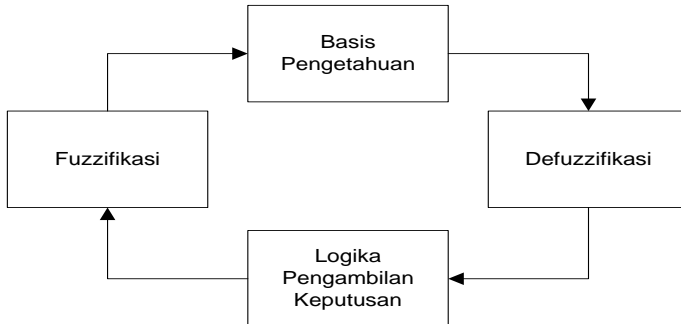 Basis
Pengetahuan
Fuzzifikasi
Defuzzifikasi
Logika
Pengambilan
Keputusan